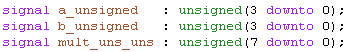 signal a_unsigned   : unsigned(3 downto 0);
signal b_unsigned   : unsigned(3 downto 0);
signal mult_uns_uns : unsigned(7 downto 0);